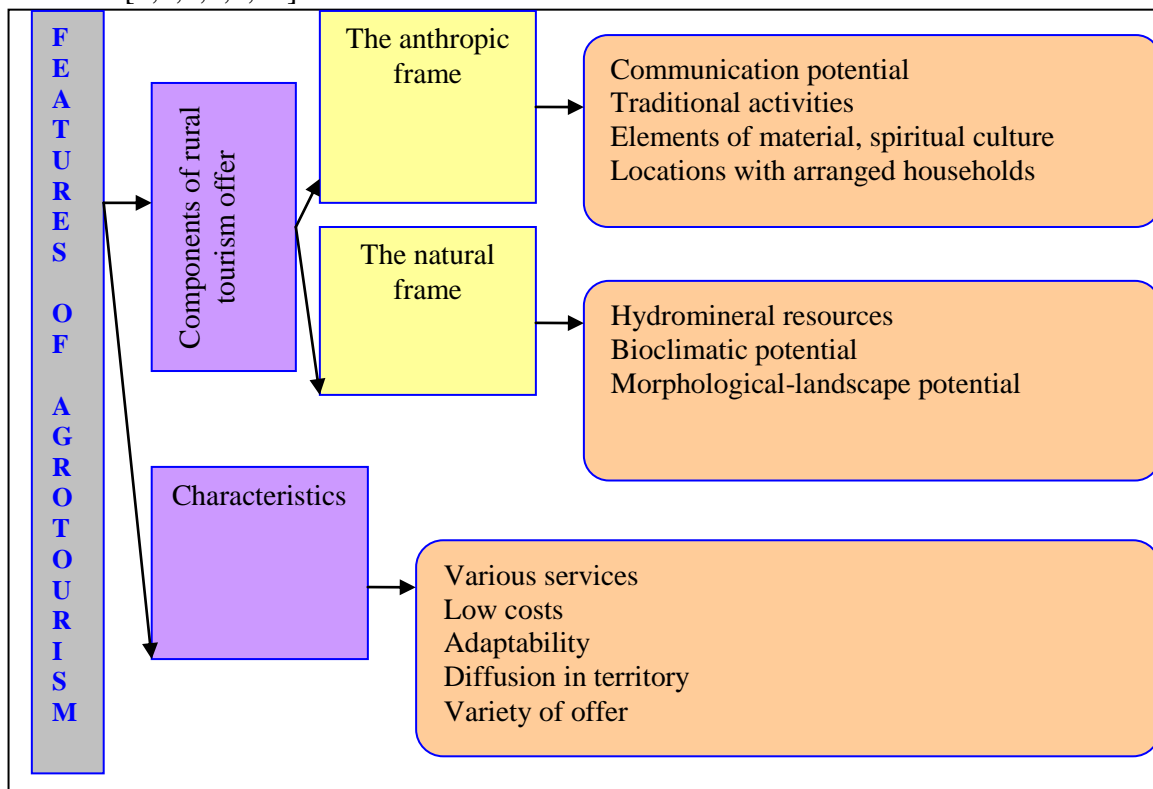 FEATURES OF AGROTOURISM
Components of rural
tourism offer
The anthropic
frame
Communication potential
Traditional activities
Elements of material, spiritual culture
Locations with arranged households
The natural
frame
Hydromineral resources
Bioclimatic potential
Morphological-landscape potential
Characteristics
Various services
Low costs
Adaptability
Diffusion in territory
Variety of offer